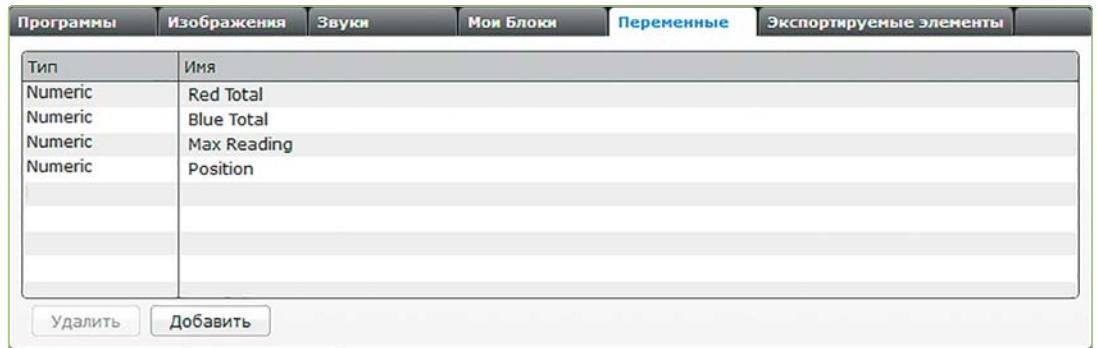 Программы Изображения Звуки Мои Блоки Переменные Экспортируемые элементы
Тип Имя
Numeric Red Total
Numeric Blue Total
Numeric Max Reading
Numeric Position
Удалить Добавить